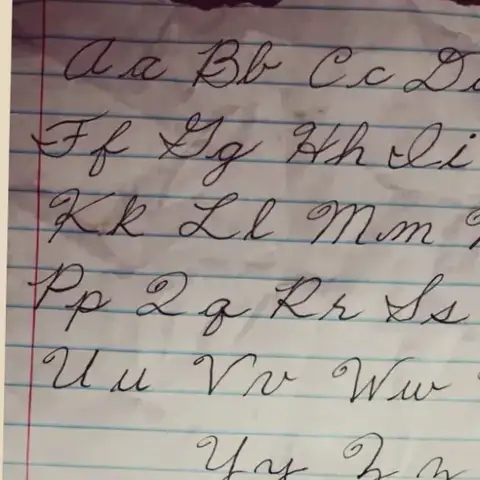 Aa Bb Cc D
Ff Gg Hh Ii
Kk Ll Mm
Pp Qq Rr Ss
Uu Vv Ww
Yy Zz